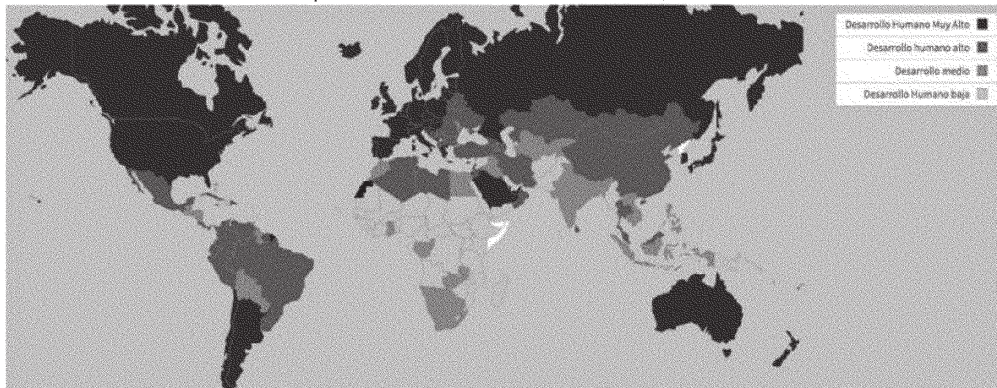 Desarrollo Humano Muy Alto
Desarrollo humano alto
Desarrollo medio
Desarrollo Humano baja